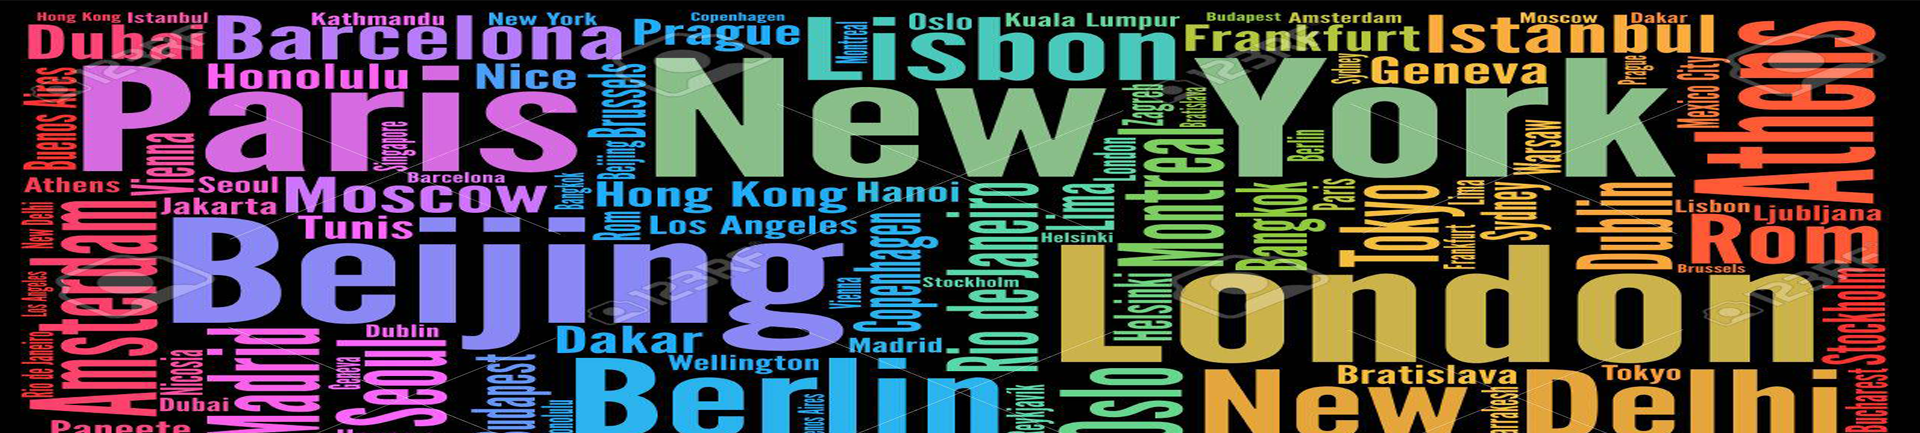 Hong Kong
Istanbul
Kathmandu
New York
Copenhagen
Oslo
Kuala Lumpur
Budapest
Amsterdam
Moscow
Dakar
Dubai
Barcelona
Prague
Montreal
Lisbon
Frankfurt
Istanbul
Athens
Honolulu
Nice
Brussels
Sydney
Geneva
Prague
Mexico City
Buenos Aires
Paris
New York
Zagreb
Bratislava
Singapore
Vienna
Beijing
London
Montreal
Berlin
Warsaw
Athens
Seoul
Barcelona
Moscow
Bangkok
Hong Kong
Hanoi
Rio de Janeiro
Lima
Bangkok
Paris
Tokyo
Lima
Sydney
Dublin
Lisbon
Ljubljana
Jakarta
Tunis
Rom
Los Angeles
Copenhagen
Helsinki
Frankfurt
Rom
New Delhi
Amsterdam
Beijing
Brussels
Los Angeles
Vienna
Stockholm
Helsinki
London
Stockholm
Rio de Janeiro
Nicosia
Madrid
Dublin
Geneva
Seoul
Dakar
Madrid
Wellington
Berlin
Buenos Aires
Oslo
New Delhi
Bratislava
Tokyo
Bucharest
Dubai
Papeete
123RF